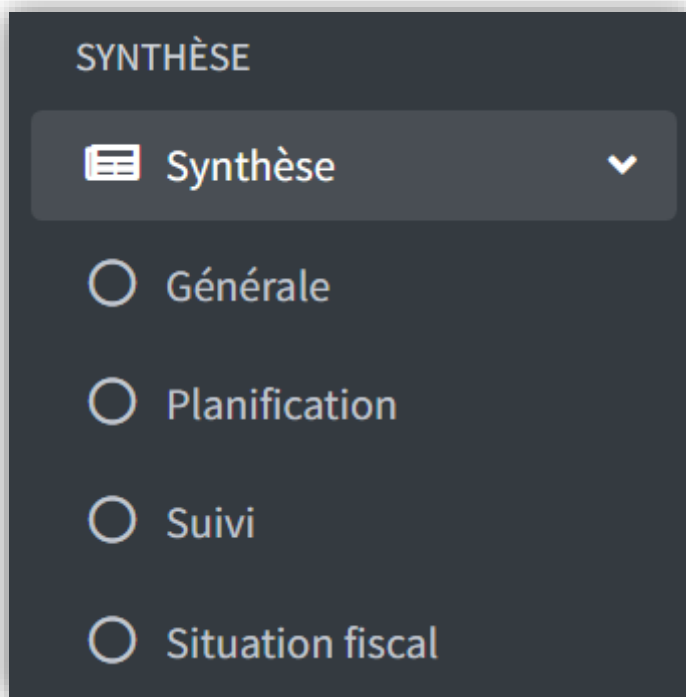 SYNTHÈSE
Synthèse
Générale
Planification
Suivi
Situation fiscal